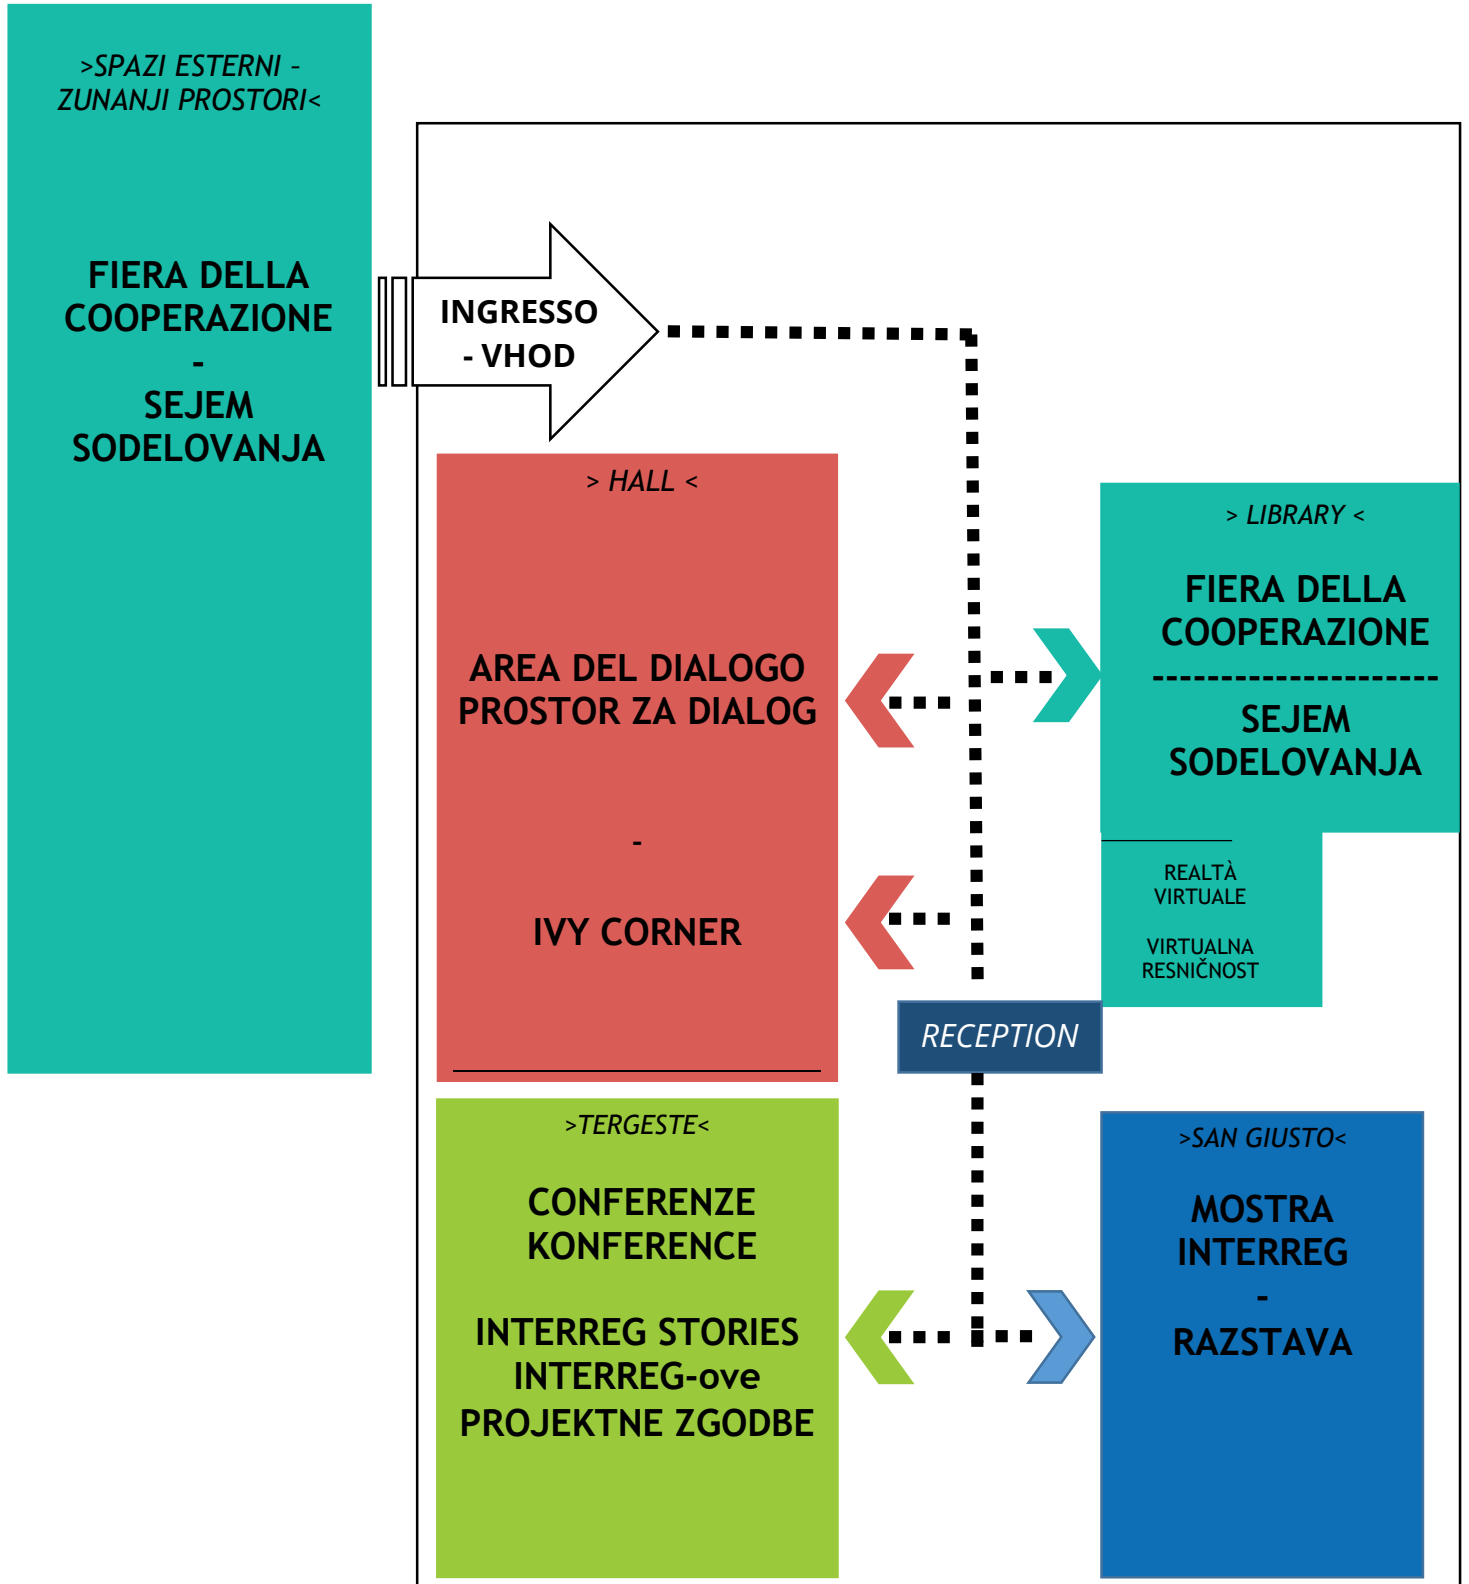 >SPAZI ESTERNI –
ZUNANJI PROSTORI<
FIERA DELLA
COOPERAZIONE
-
SEJEM
SODELOVANJA
INGRESSO
- VHOD
> HALL <
AREA DEL DIALOGO
PROSTOR ZA DIALOG
-
IVY CORNER
> LIBRARY <
FIERA DELLA
COOPERAZIONE
---------------------
SEJEM
SODELOVANJA
REALTÀ
VIRTUALE
VIRTUALNA
RESNIČNOST
RECEPTION
>TERGESTE<
CONFERENZE
KONFERENCE
INTERREG STORIES
INTERREG-ove
PROJEKTNE ZGODBE
>SAN GIUSTO<
MOSTRA
INTERREG
-
RAZSTAVA